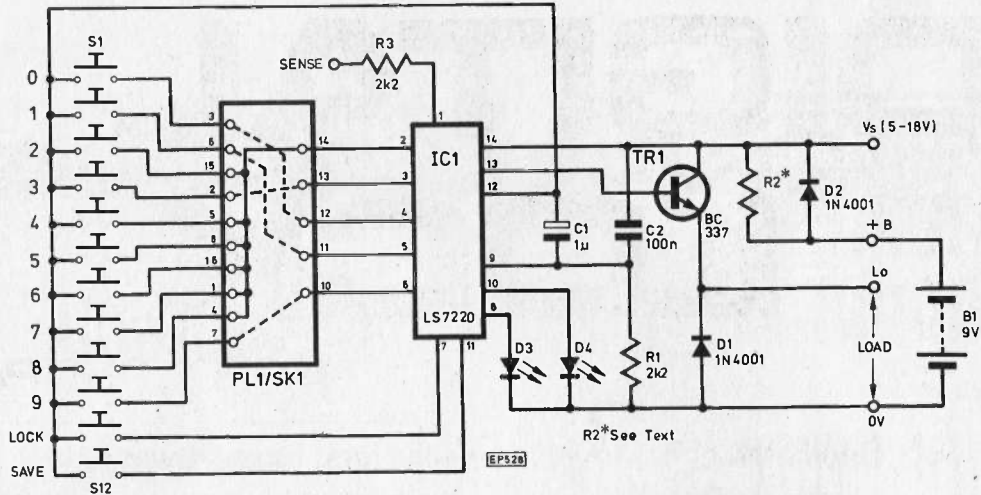 S1
0
1
2
3
4
5
6
7
8
9
LOCK
SAVE
S12
3
6
15
2
5
8
16
1
4
7
14
13
12
11
10
PL1/SK1
SENSE
R3
2k2
1
2
3
4
5
6
IC1
LS7220
7
11
14
13
12
9
10
8
C1
1µ
C2
100n
TR1
BC
337
R1
2k2
D3
D4
D1
1N4001
R2*
D2
1N4001
Vs (5-18V)
+B
Lo
LOAD
0V
B1
9V
R2*See Text
EP528